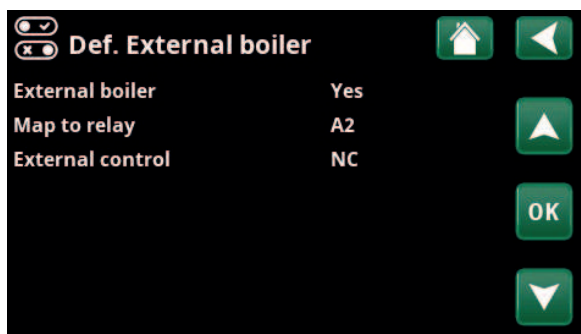 Def. External boiler
External boiler Yes
Map to relay A2
External control NC
OK